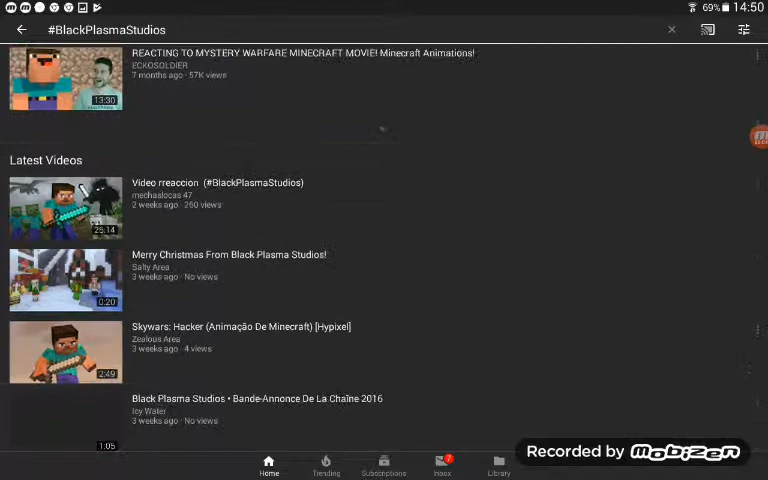 69% 14:50
#BlackPlasmaStudios
REACTING TO MYSTERY WARFARE MINECRAFT MOVIE! Minecraft Animations!
ECKOSOLDIER
7 months ago · 57K views
13:30
Latest Videos
Video rreaccion (#BlackPlasmaStudios)
mechaslocas 47
2 weeks ago · 260 views
25:14
Merry Christmas From Black Plasma Studios!
Salty Area
3 weeks ago · No views
0:20
Skywars: Hacker (Animação De Minecraft) [Hypixel]
Zealous Area
3 weeks ago · 4 views
2:49
Black Plasma Studios • Bande-Annonce De La Chaîne 2016
Icy Water
3 weeks ago · No views
1:05
Home Trending Subscriptions Inbox 7 Library
Recorded by Mobizen